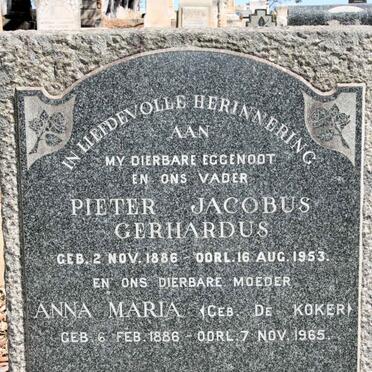 IN LIEFDEVOLLE HERINNERING
AAN
MY DIERBARE EGGENOOT
EN ONS VADER
PIETER JACOBUS
GERHARDUS
GEB. 2 NOV. 1886 - OORL. 16 AUG. 1953.
EN ONS DIERBARE MOEDER
ANNA MARIA (GEB. DE KOKER)
GEB. 6 FEB. 1886 - OORL. 7 NOV. 1965.